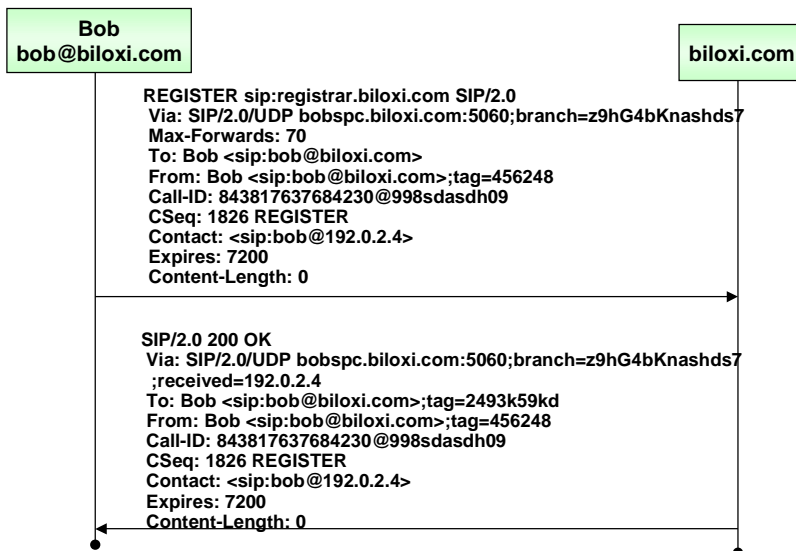 Bob
bob@biloxi.com
biloxi.com
REGISTER sip:registrar.biloxi.com SIP/2.0
Via: SIP/2.0/UDP bobspc.biloxi.com:5060;branch=z9hG4bKnashds7
Max-Forwards: 70
To: Bob <sip:bob@biloxi.com>
From: Bob <sip:bob@biloxi.com>;tag=456248
Call-ID: 843817637684230@998sdasdh09
CSeq: 1826 REGISTER
Contact: <sip:bob@192.0.2.4>
Expires: 7200
Content-Length: 0
SIP/2.0 200 OK
Via: SIP/2.0/UDP bobspc.biloxi.com:5060;branch=z9hG4bKnashds7
;received=192.0.2.4
To: Bob <sip:bob@biloxi.com>;tag=2493k59kd
From: Bob <sip:bob@biloxi.com>;tag=456248
Call-ID: 843817637684230@998sdasdh09
CSeq: 1826 REGISTER
Contact: <sip:bob@192.0.2.4>
Expires: 7200
Content-Length: 0